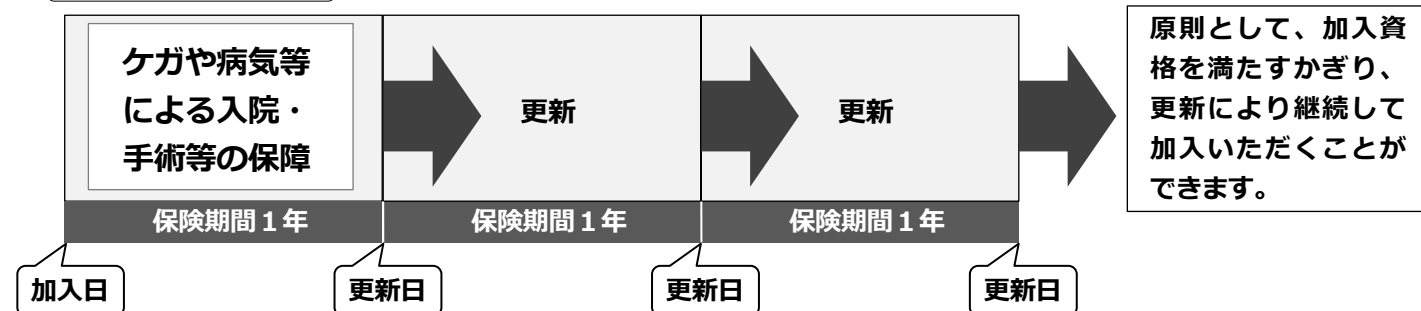 ケガや病気等
による入院・
手術等の保障
更新
更新
原則として、加入資
格を満たすかぎり、
更新により継続して
加入いただくことが
できます。
保険期間１年
保険期間１年
保険期間１年
加入日
更新日
更新日
更新日